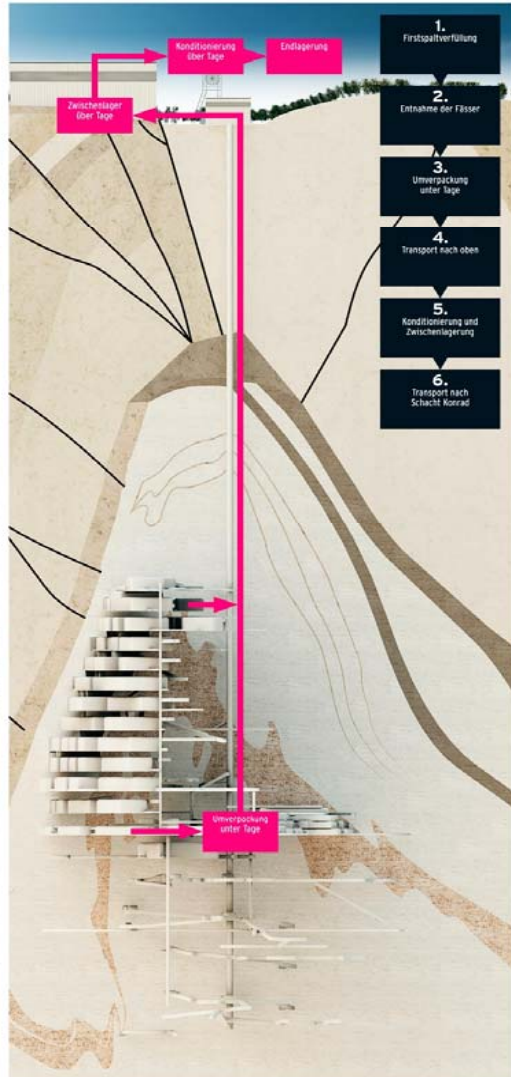 Konditionierung
über Tage
Endlagerung
Zwischenlager
über Tage
1.
Firstspaltverfüllung
2.
Entnahme der Fässer
3.
Umverpackung
unter Tage
4.
Transport nach oben
5.
Konditionierung und
Zwischenlagerung
6.
Transport nach
Schacht Konrad
Umverpackung
unter Tage